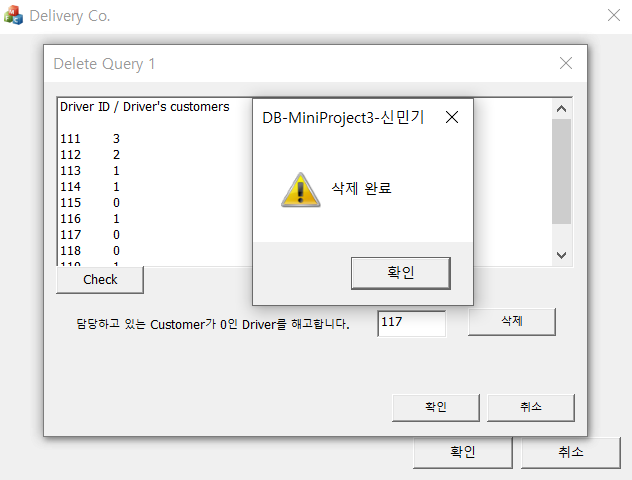 Delivery Co.
Delete Query 1
Driver ID / Driver's customers
111 3
112 2
113 1
114 1
115 0
116 1
117 0
118 0
119 1
Check
DB-MiniProject3-신민기
삭제 완료
확인
담당하고 있는 Customer가 0인 Driver를 해고합니다.
117
삭제
확인
취소
확인
취소